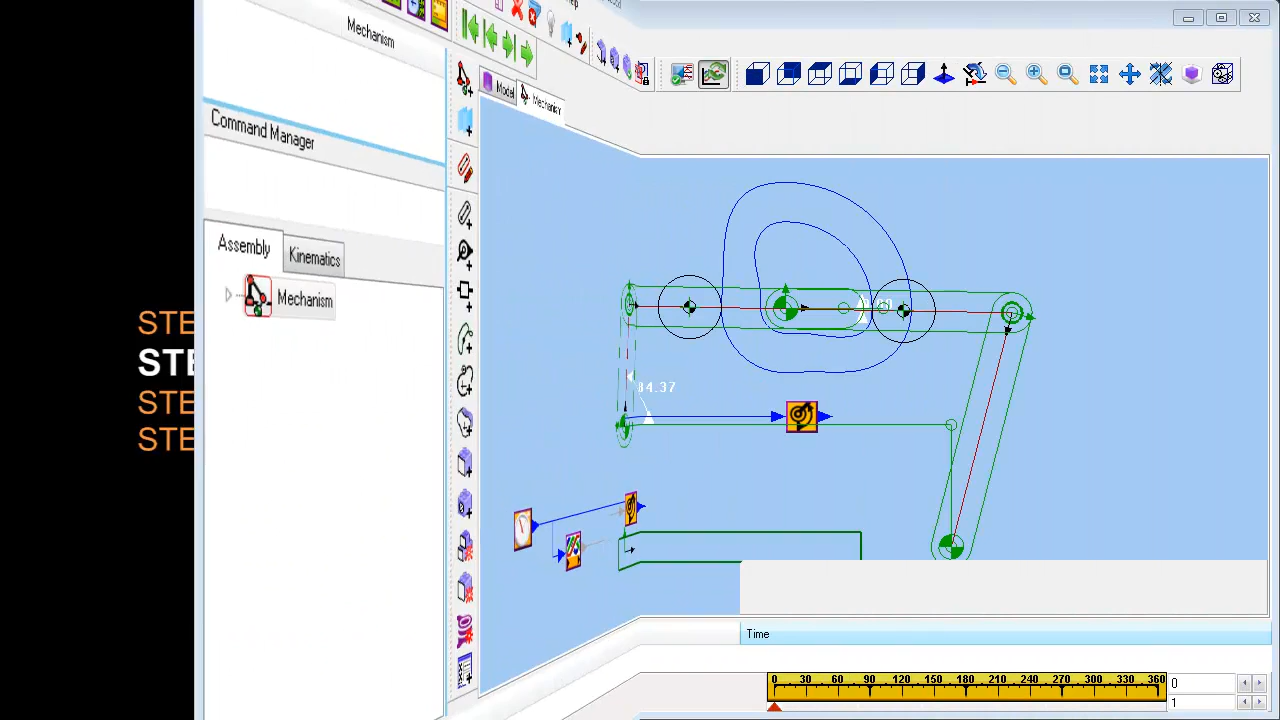 Mechanism
Command Manager
Model
Mechanism
Assembly
Kinematics
Mechanism
84.37
STE
STE
STE
STE
Time
0 30 60 90 120 150 180 210 240 270 300 330 360
0
1